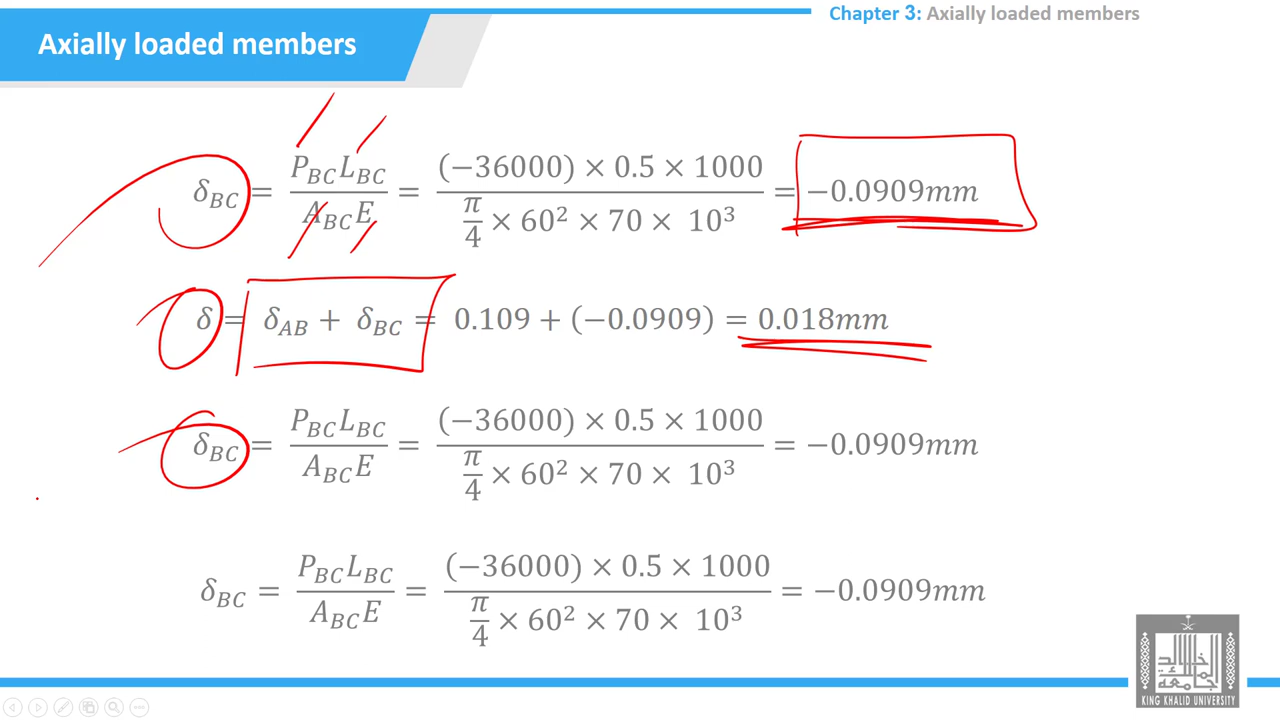 Chapter 3: Axially loaded members
Axially loaded members
δ_BC = P_BC L_BC / A_BC E = (−36000) × 0.5 × 1000 / π/4 × 60² × 70 × 10³ = −0.0909mm
δ = δ_AB + δ_BC = 0.109 + (−0.0909) = 0.018mm
δ_BC = P_BC L_BC / A_BC E = (−36000) × 0.5 × 1000 / π/4 × 60² × 70 × 10³ = −0.0909mm
δ_BC = P_BC L_BC / A_BC E = (−36000) × 0.5 × 1000 / π/4 × 60² × 70 × 10³ = −0.0909mm
جامعة الملك خالد
KING KHALID UNIVERSITY